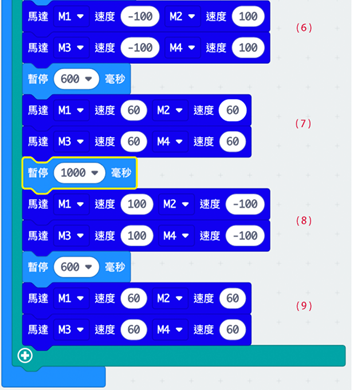 馬達 M1 速度 -100 M2 速度 100
(6)
馬達 M3 速度 -100 M4 速度 100
暫停 600 毫秒
馬達 M1 速度 60 M2 速度 60
(7)
馬達 M3 速度 60 M4 速度 60
暫停 1000 毫秒
馬達 M1 速度 100 M2 速度 -100
(8)
馬達 M3 速度 100 M4 速度 -100
暫停 600 毫秒
馬達 M1 速度 60 M2 速度 60
(9)
馬達 M3 速度 60 M4 速度 60